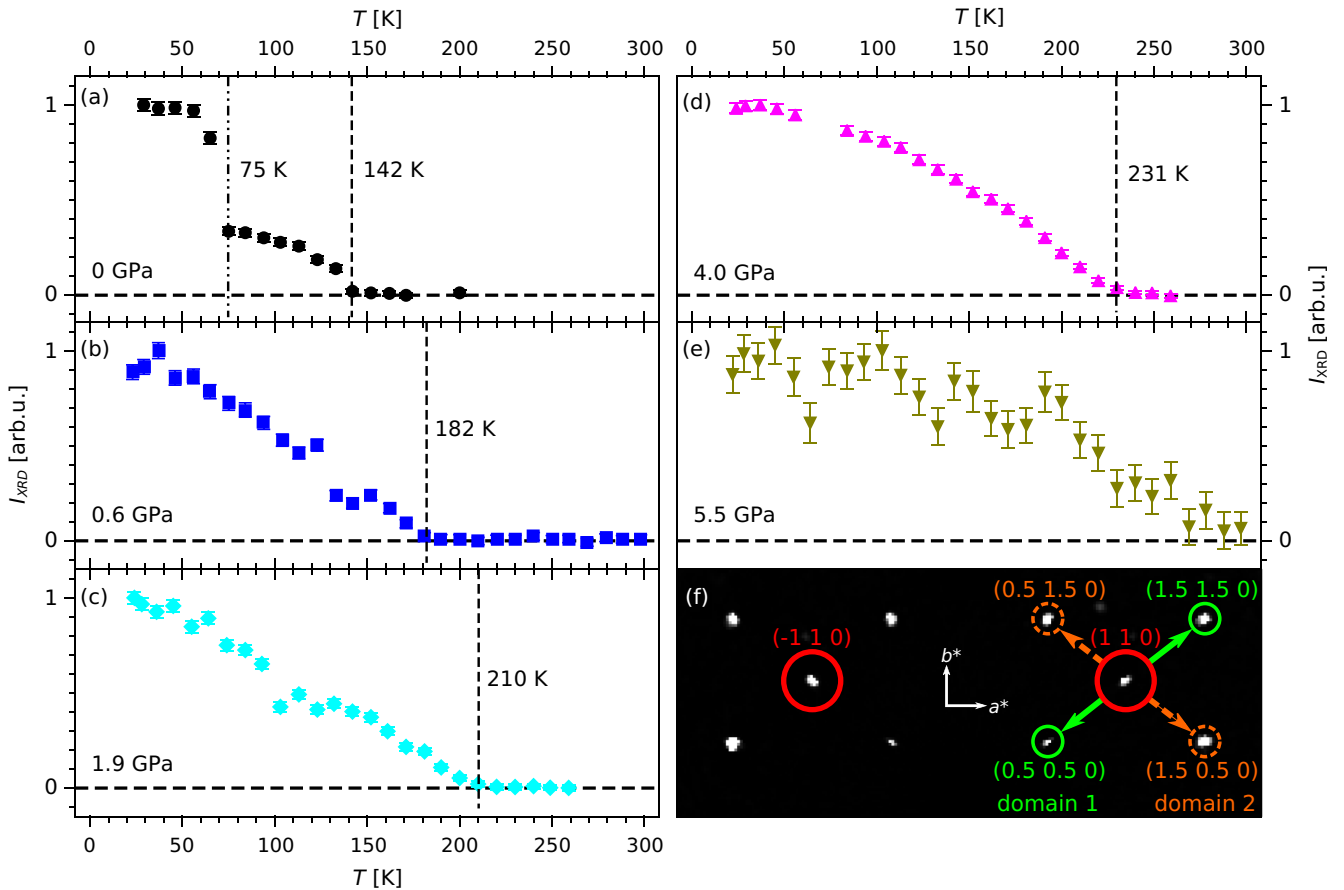 T [K]
0 50 100 150 200 250 300
T [K]
0 50 100 150 200 250 300
(a)
1
75 K
142 K
0 GPa
0
(d)
1
231 K
4.0 GPa
0
(b)
1
182 K
0.6 GPa
0
I_XRD [arb.u.]
(e)
1
5.5 GPa
0
I_XRD [arb.u.]
(c)
1
210 K
1.9 GPa
0
0 50 100 150 200 250 300
T [K]
(f)
(0.5 1.5 0)
(1.5 1.5 0)
(-1 1 0)
(1 1 0)
b*
a*
(0.5 0.5 0)
(1.5 0.5 0)
domain 1
domain 2